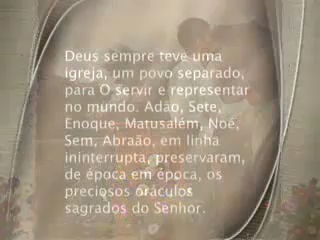 Deus sempre teve uma
igreja, um povo separado,
para O servir e representar
no mundo. Adão, Sete,
Enoque, Matusalém, Noé,
Sem, Abraão, em linha
ininterrupta, preservaram,
de época em época, os
preciosos oráculos
sagrados do Senhor.